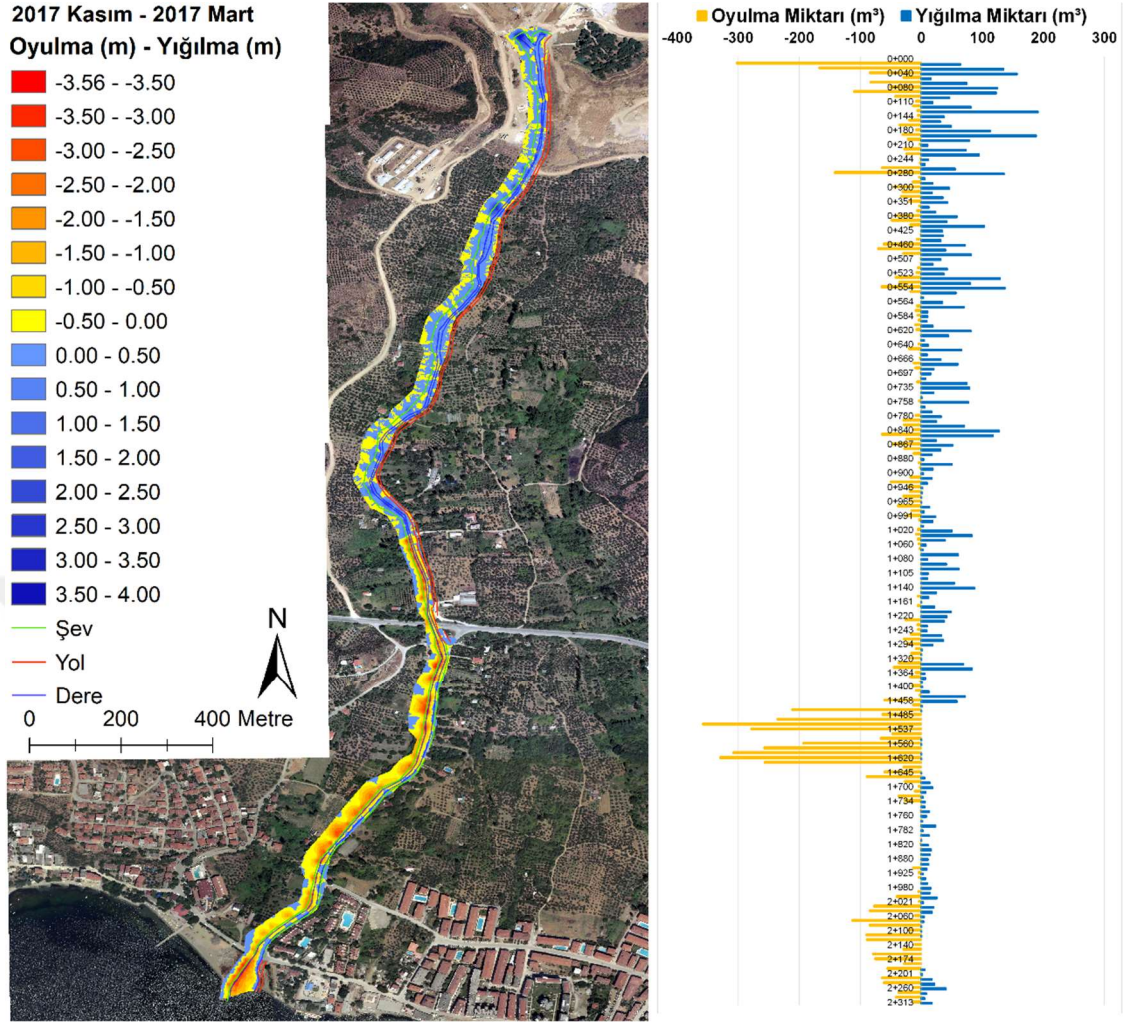 2017 Kasım - 2017 Mart
Oyulma (m) - Yığılma (m)
-3.56 - -3.50
-3.50 - -3.00
-3.00 - -2.50
-2.50 - -2.00
-2.00 - -1.50
-1.50 - -1.00
-1.00 - -0.50
-0.50 - 0.00
0.00 - 0.50
0.50 - 1.00
1.00 - 1.50
1.50 - 2.00
2.00 - 2.50
2.50 - 3.00
3.00 - 3.50
3.50 - 4.00
Şev
Yol
Dere
N
0 200 400 Metre
Oyulma Miktarı (m³) Yığılma Miktarı (m³)
-400 -300 -200 -100 0 100 200 300
0+000
0+040
0+080
0+110
0+144
0+180
0+210
0+244
0+280
0+300
0+351
0+380
0+425
0+460
0+507
0+523
0+554
0+564
0+584
0+620
0+640
0+666
0+697
0+735
0+758
0+780
0+840
0+867
0+880
0+900
0+946
0+965
0+991
1+020
1+060
1+080
1+105
1+140
1+161
1+220
1+243
1+294
1+320
1+364
1+400
1+458
1+485
1+537
1+560
1+620
1+645
1+700
1+734
1+760
1+782
1+820
1+880
1+925
1+980
2+021
2+060
2+100
2+140
2+174
2+201
2+260
2+313